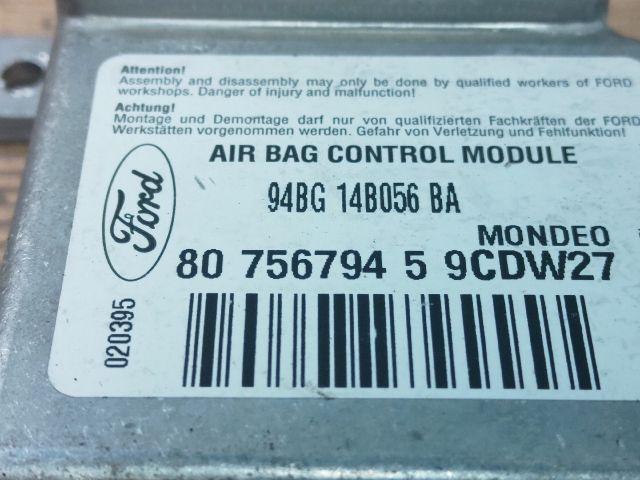 Attention!
Assembly and disassembly may only be done by qualified workers of FORD
workshops. Danger of injury and malfunction!
Achtung!
Montage und Demontage darf nur von qualifizierten Fachkräften der FORD
Werkstätten vorgenommen werden. Gefahr von Verletzung und Fehlfunktion!
AIR BAG CONTROL MODULE
Ford
94BG 14B056 BA
MONDEO
80 756794 5 9CDW27
020395